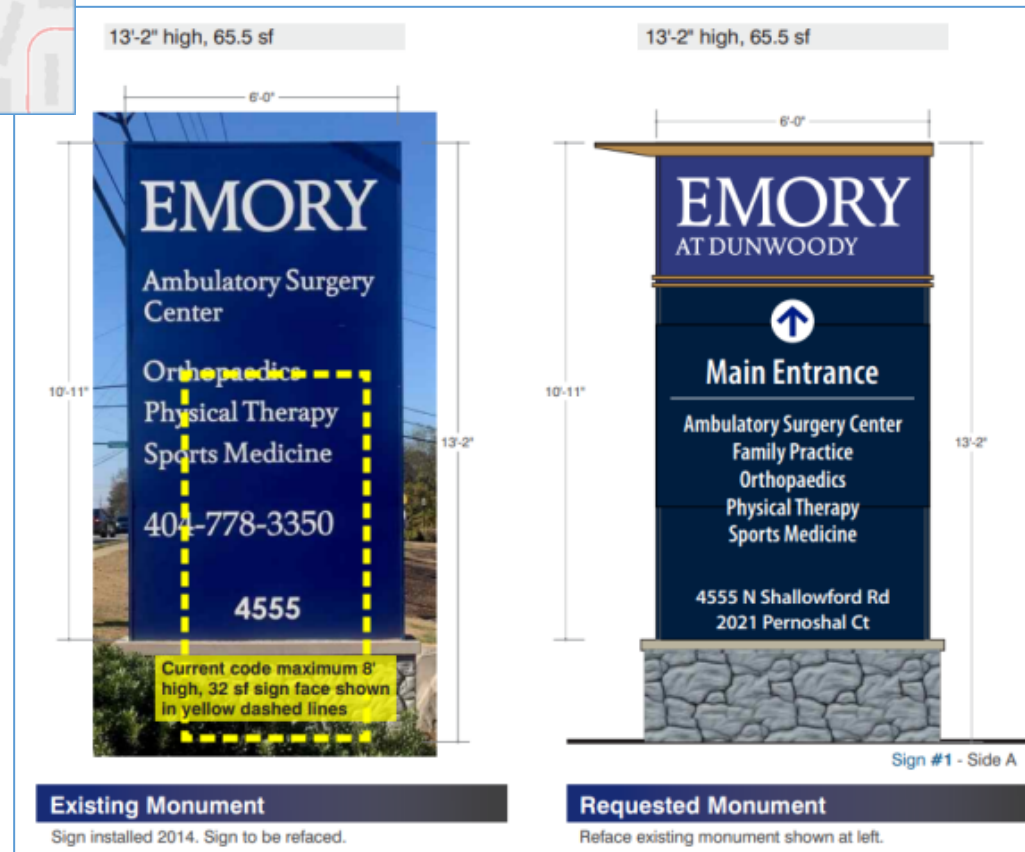 13'-2" high, 65.5 sf
6'-0"
EMORY
Ambulatory Surgery
Center
Orthopaedics
Physical Therapy
Sports Medicine
404-778-3350
4555
10'-11"
13'-2"
Current code maximum 8'
high, 32 sf sign face shown
in yellow dashed lines
Existing Monument
Sign installed 2014. Sign to be refaced.
13'-2" high, 65.5 sf
6'-0"
EMORY
AT DUNWOODY
Main Entrance
Ambulatory Surgery Center
Family Practice
Orthopaedics
Physical Therapy
Sports Medicine
4555 N Shallowford Rd
2021 Pernoshal Ct
10'-11"
13'-2"
Sign #1 - Side A
Requested Monument
Reface existing monument shown at left.